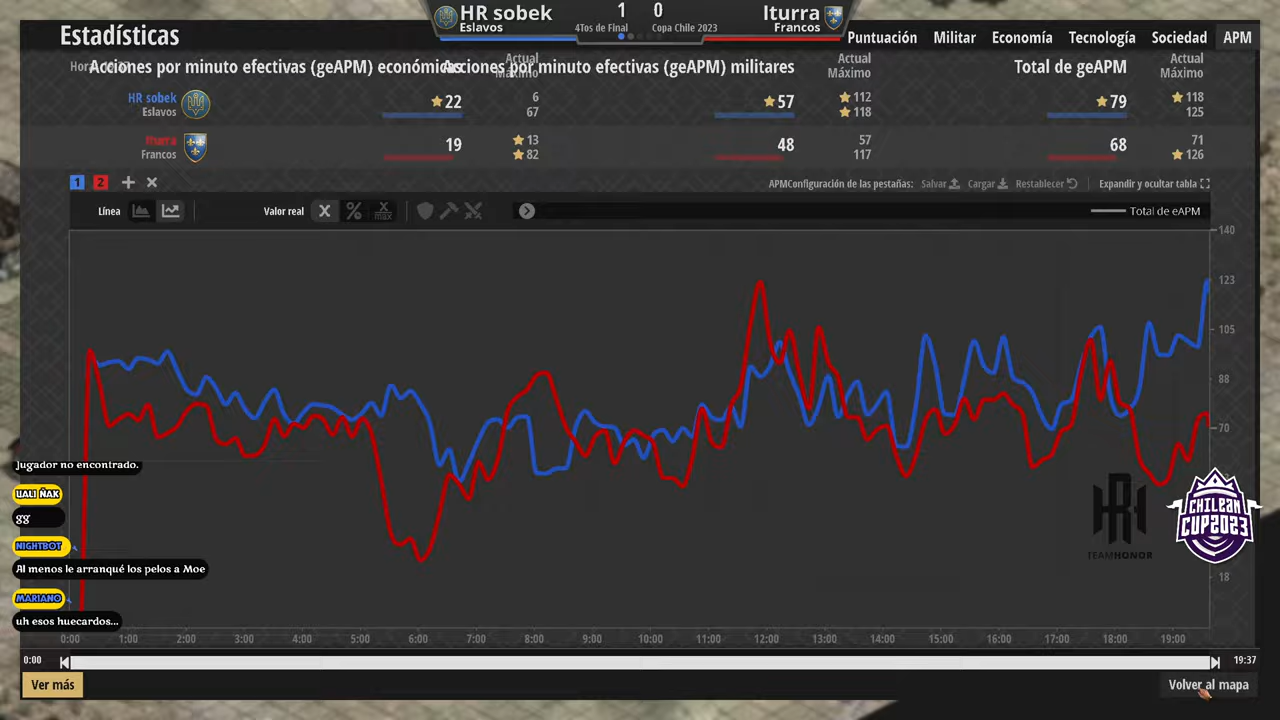 HR sobek
Eslavos
1 0
4Tos de Final
Copa Chile 2023
Iturra
Francos
Estadísticas
Puntuación Militar Economía Tecnología Sociedad APM
Acciones por minuto efectivas (geAPM) económicas
Actual
Máximo
Acciones por minuto efectivas (geAPM) militares
Actual
Máximo
Total de geAPM
Actual
Máximo
HR sobek
Eslavos
22
6
67
57
112
118
79
118
125
Iturra
Francos
19
13
82
48
57
117
68
71
126
1 2 + ×
APMConfiguración de las pestañas: Salvar Cargar Restablecer Expandir y ocultar tabla
Línea
Valor real X % X max
Total de eAPM
140
123
105
88
70
18
Jugador no encontrado.
UALI ÑAK
gg
NIGHTBOT
Al menos le arranqué los pelos a Moe
MARIANO
uh esos huecardos...
HR
TEAMHONOR
CHILEAN
CUP2023
0:00 1:00 2:00 3:00 4:00 5:00 6:00 7:00 8:00 9:00 10:00 11:00 12:00 13:00 14:00 15:00 16:00 17:00 18:00 19:00
0:00
19:37
Ver más
Volver al mapa